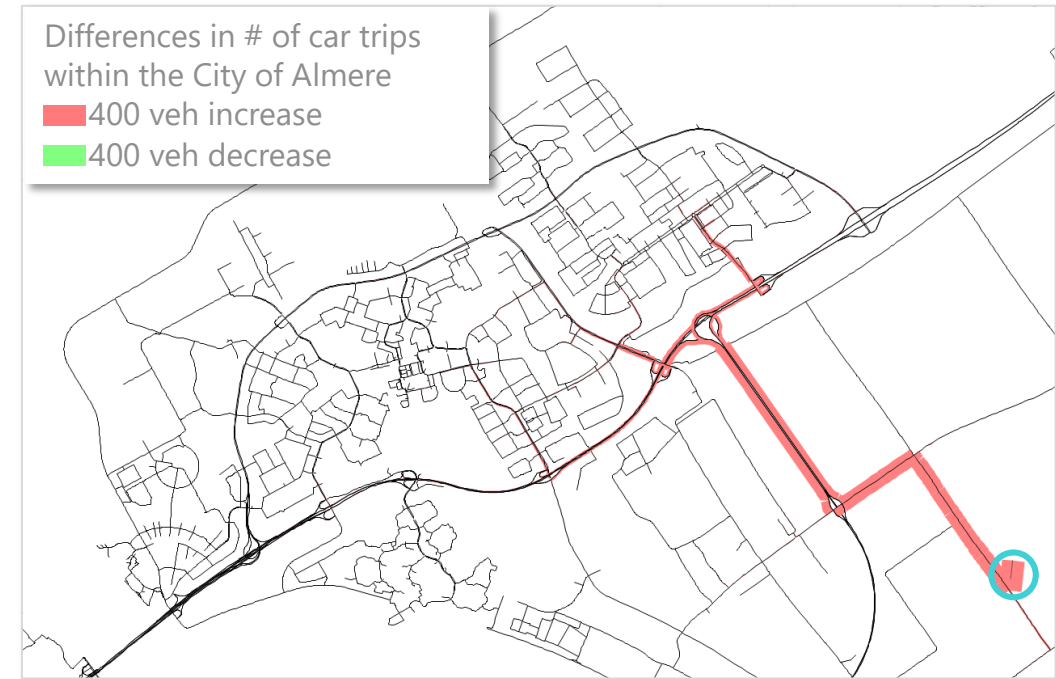 Differences in # of car trips
within the City of Almere
400 veh increase
400 veh decrease